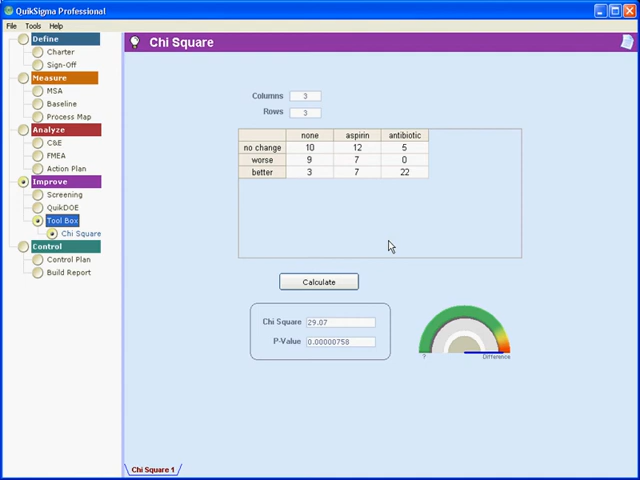 QuikSigma Professional
File Tools Help
Define
Charter
Sign-Off
Measure
MSA
Baseline
Process Map
Analyze
C&E
FMEA
Action Plan
Improve
Screening
QuikDOE
Tool Box
Chi Square
Control
Control Plan
Build Report
Chi Square
Columns 3
Rows 3
none aspirin antibiotic
no change 10 12 5
worse 9 7 0
better 3 7 22
Calculate
Chi Square 29.07
P-Value 0.00000758
? Difference
Chi Square 1